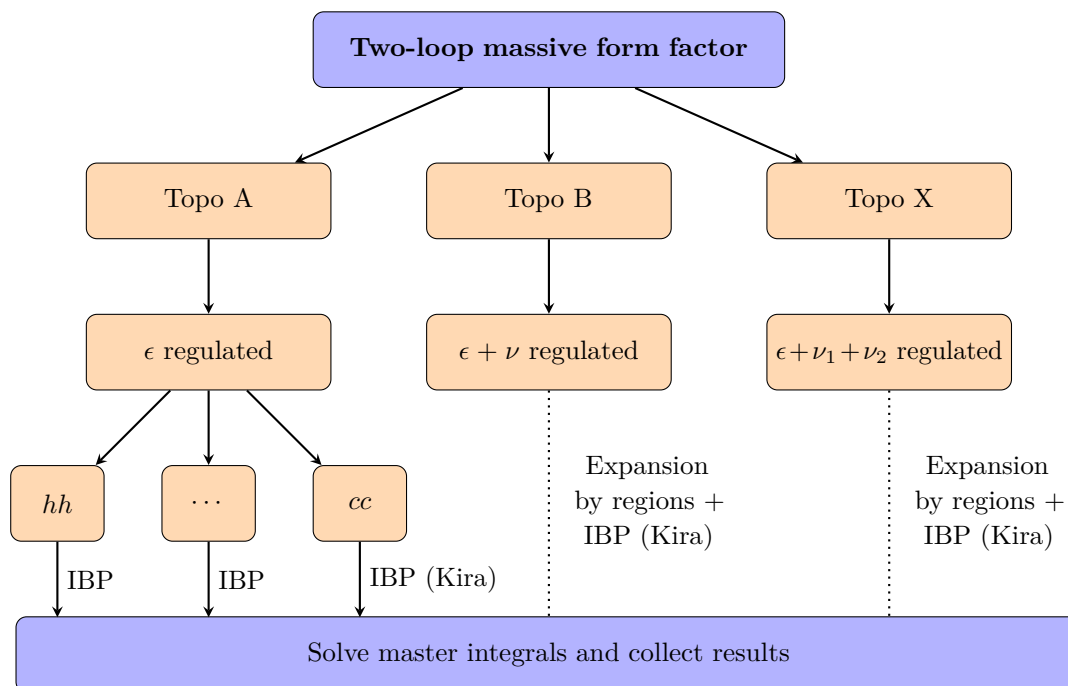 Two-loop massive form factor
Topo A
Topo B
Topo X
ϵ regulated
ϵ + ν regulated
ϵ+ν₁+ν₂ regulated
hh
···
cc
Expansion
by regions +
IBP (Kira)
Expansion
by regions +
IBP (Kira)
IBP
IBP
IBP (Kira)
Solve master integrals and collect results